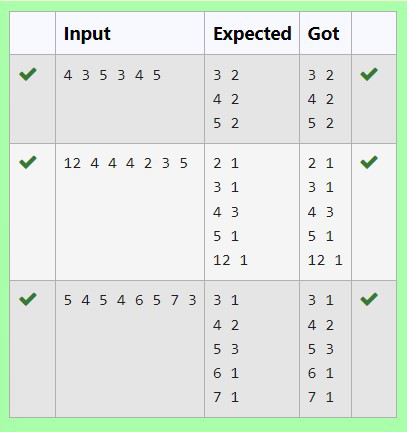 Input Expected Got
4 3 5 3 4 5 3 2 3 2
4 2 4 2
5 2 5 2
12 4 4 4 2 3 5 2 1 2 1
3 1 3 1
4 3 4 3
5 1 5 1
12 1 12 1
5 4 5 4 6 5 7 3 3 1 3 1
4 2 4 2
5 3 5 3
6 1 6 1
7 1 7 1